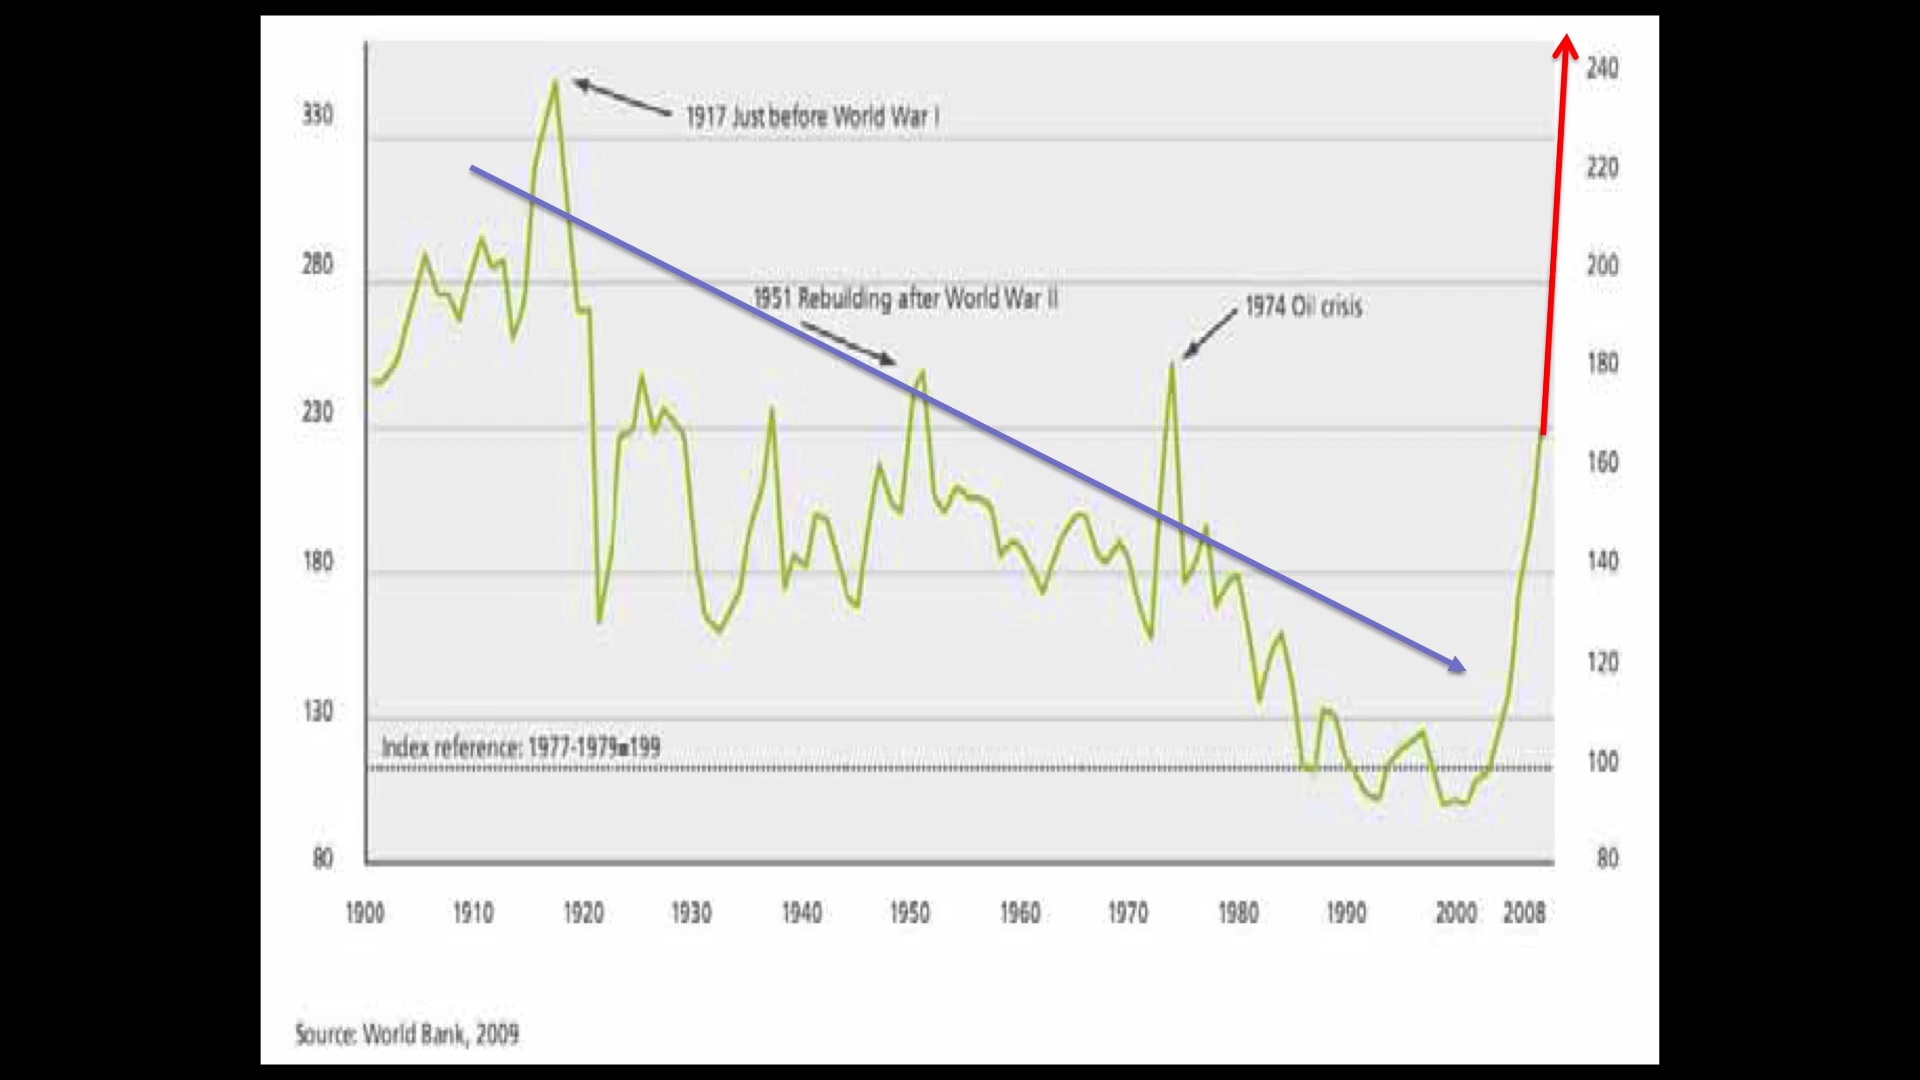 330
280
230
180
130
80
240
220
200
180
160
140
120
100
80
1917 Just before World War I
1951 Rebuilding after World War II
1974 Oil crisis
Index reference: 1977-1979=199
1900 1910 1920 1930 1940 1950 1960 1970 1980 1990 2000 2008
Source: World Bank, 2009